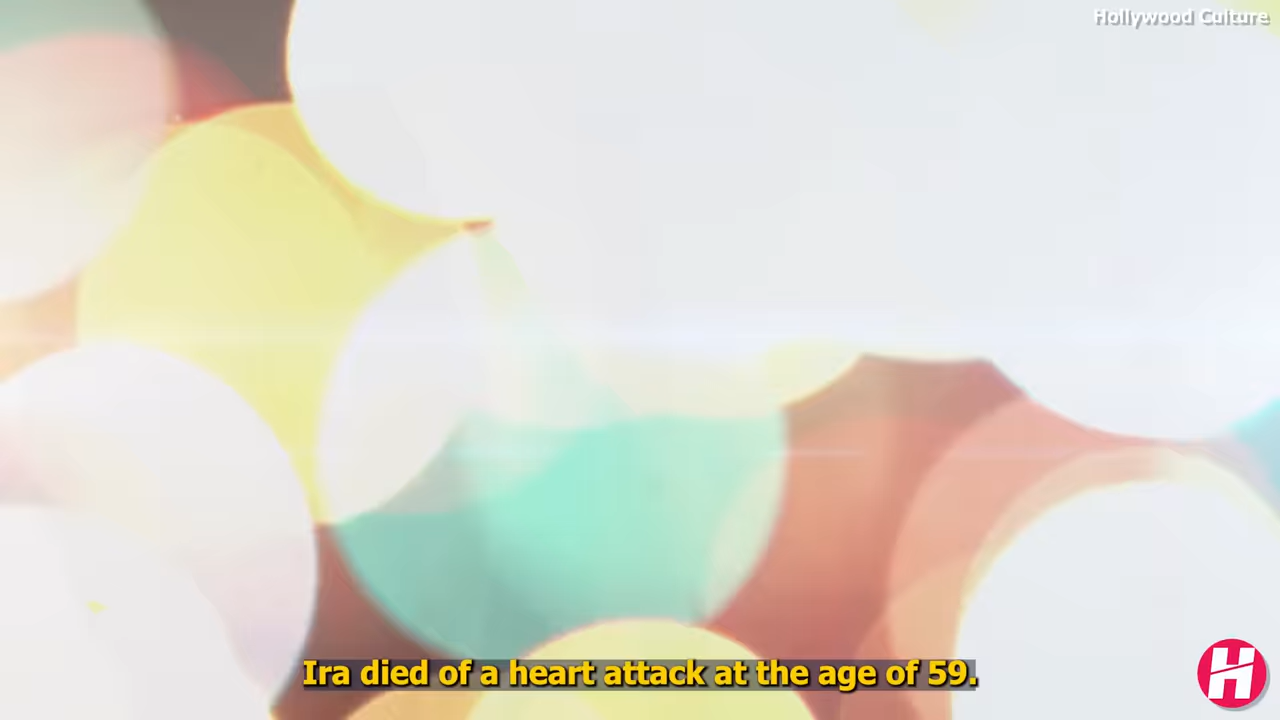 Hollywood Culture
Ira died of a heart attack at the age of 59.
H